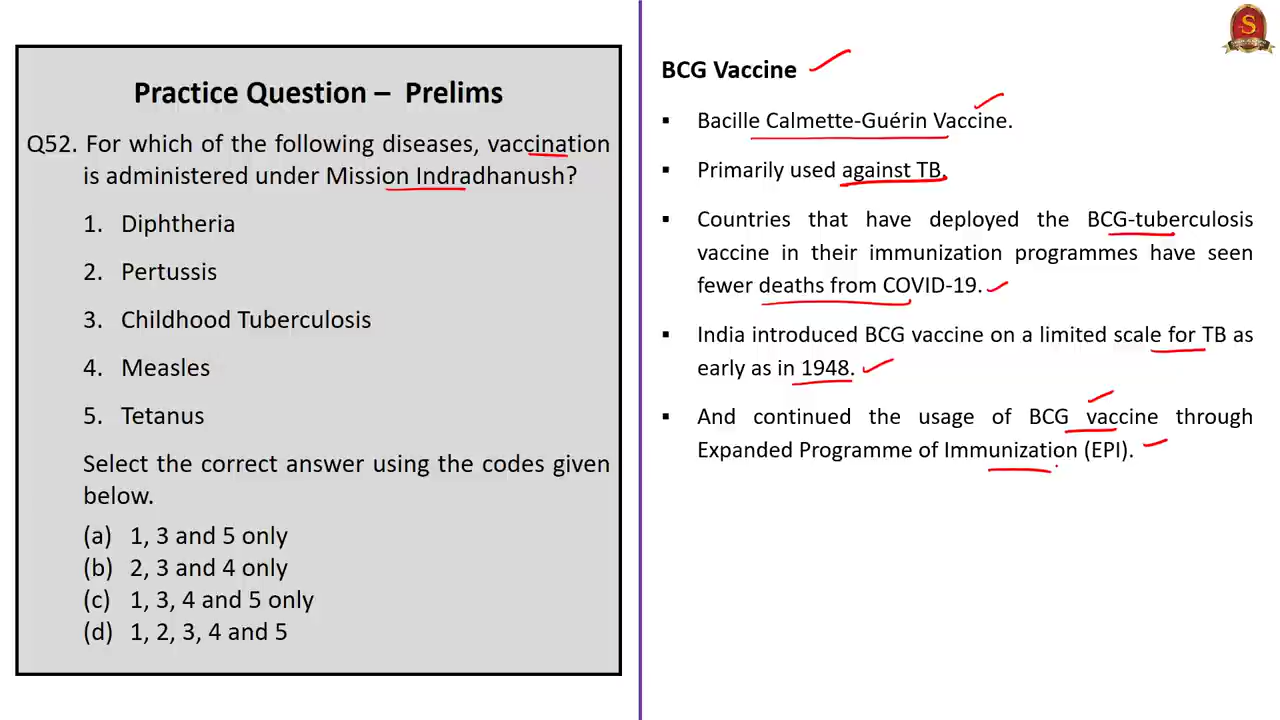 Practice Question – Prelims
Q52. For which of the following diseases, vaccination
is administered under Mission Indradhanush?
1. Diphtheria
2. Pertussis
3. Childhood Tuberculosis
4. Measles
5. Tetanus
Select the correct answer using the codes given
below.
(a) 1, 3 and 5 only
(b) 2, 3 and 4 only
(c) 1, 3, 4 and 5 only
(d) 1, 2, 3, 4 and 5
BCG Vaccine
▪ Bacille Calmette-Guérin Vaccine.
▪ Primarily used against TB.
▪ Countries that have deployed the BCG-tuberculosis
vaccine in their immunization programmes have seen
fewer deaths from COVID-19.
▪ India introduced BCG vaccine on a limited scale for TB as
early as in 1948.
▪ And continued the usage of BCG vaccine through
Expanded Programme of Immunization (EPI).
S